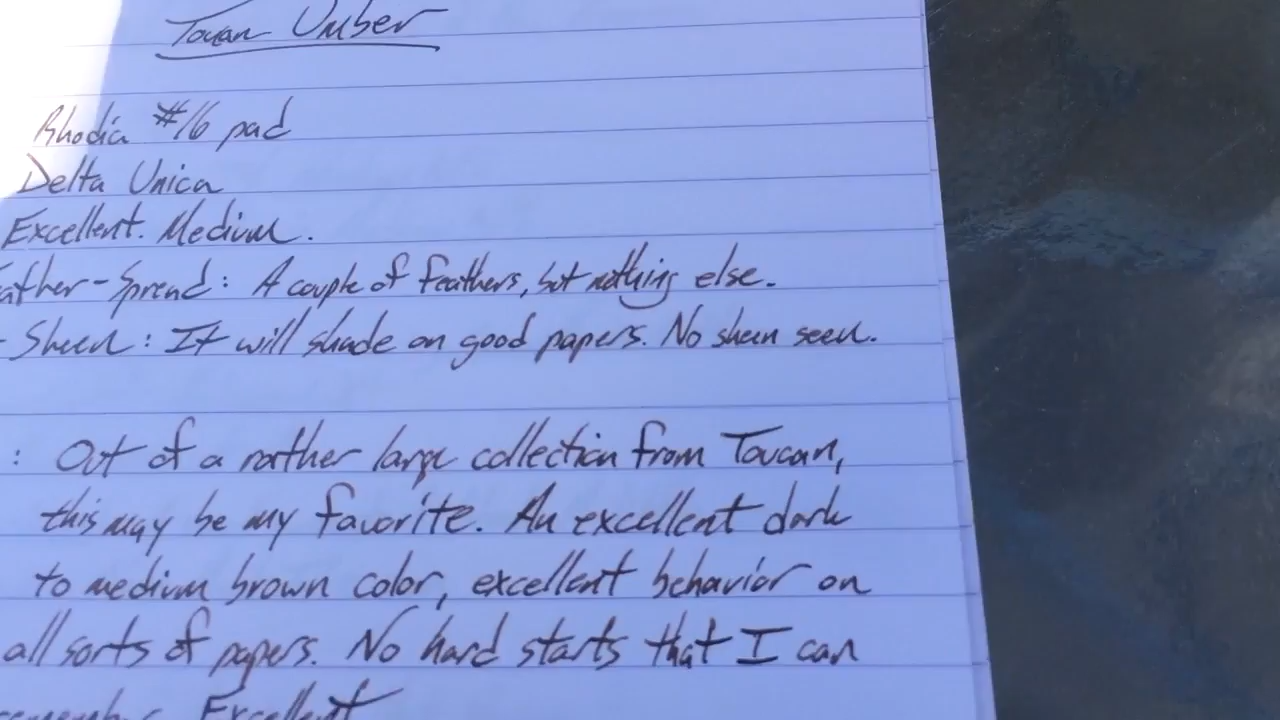 Toucan Umber
Rhodia #16 pad
Delta Unica
Excellent. Medium.
ather-Spread: A couple of feathers, but nothing else.
- Sheen: It will shade on good papers. No sheen seen.
: Out of a rather large collection from Toucan,
this may be my favorite. An excellent dark
to medium brown color, excellent behavior on
all sorts of papers. No hard starts that I can
Excellent